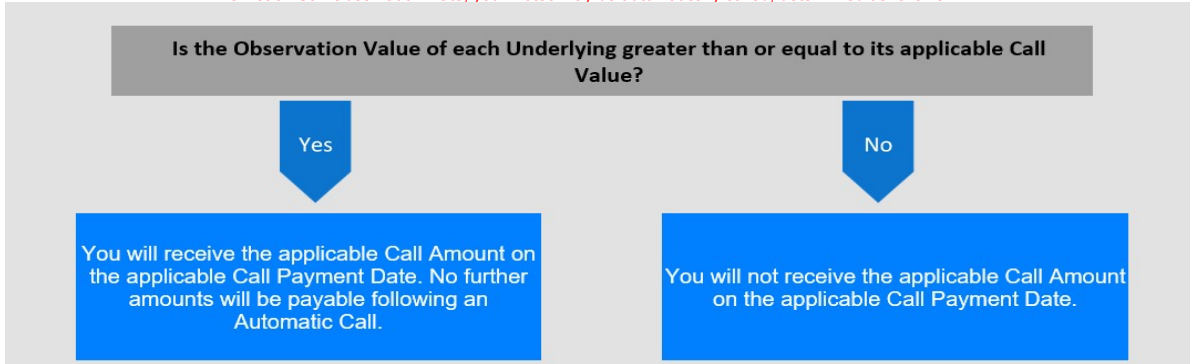 Is the Observation Value of each Underlying greater than or equal to its applicable Call
Value?
Yes
No
You will receive the applicable Call Amount on
the applicable Call Payment Date. No further
amounts will be payable following an
Automatic Call.
You will not receive the applicable Call Amount
on the applicable Call Payment Date.